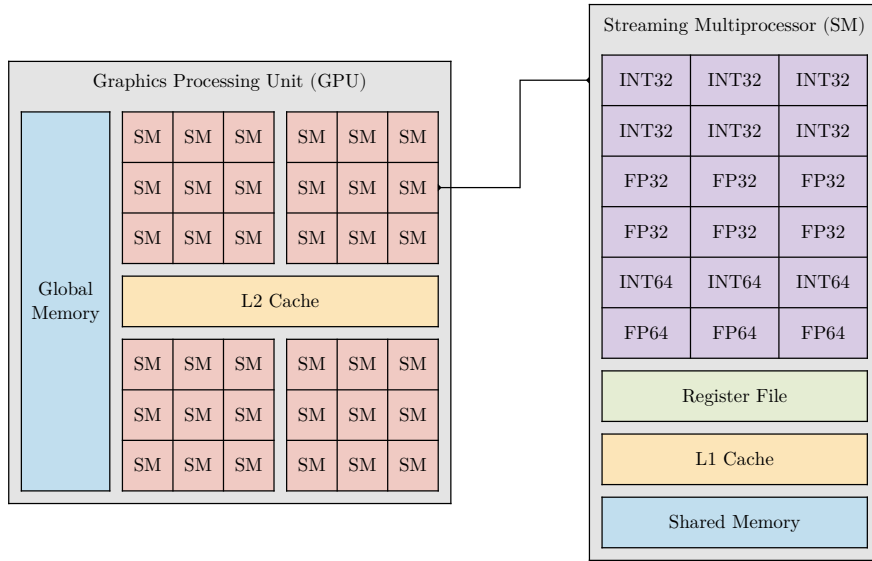 Graphics Processing Unit (GPU)
Global
Memory
SM SM SM SM SM SM
SM SM SM SM SM SM
SM SM SM SM SM SM
L2 Cache
SM SM SM SM SM SM
SM SM SM SM SM SM
SM SM SM SM SM SM
Streaming Multiprocessor (SM)
INT32 INT32 INT32
INT32 INT32 INT32
FP32 FP32 FP32
FP32 FP32 FP32
INT64 INT64 INT64
FP64 FP64 FP64
Register File
L1 Cache
Shared Memory